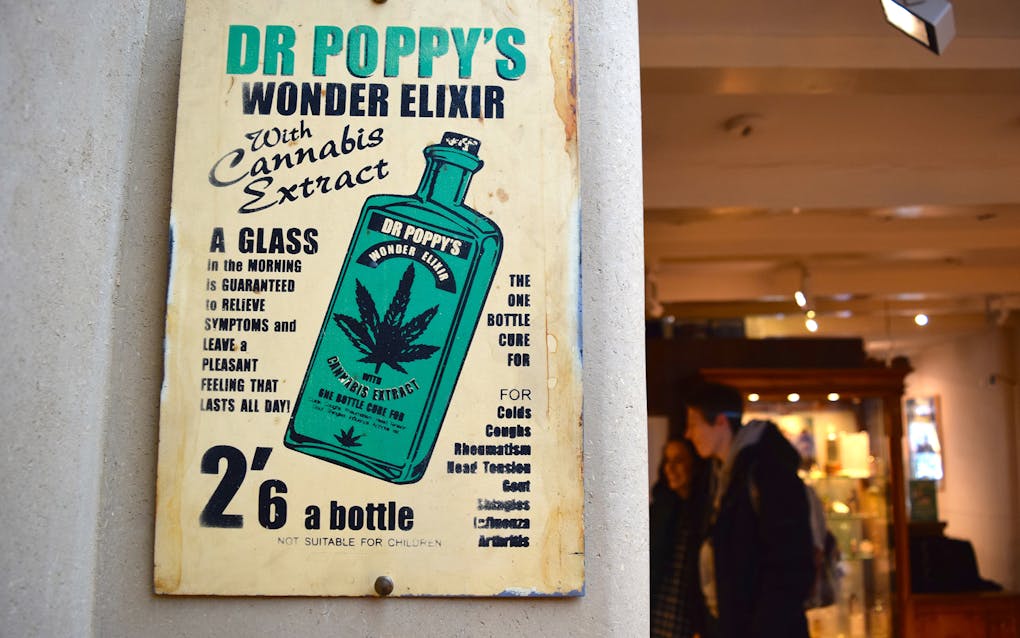 DR POPPY'S
WONDER ELIXIR
With
Cannabis
Extract
A GLASS
in the MORNING
is GUARANTEED
to RELIEVE
SYMPTOMS and
LEAVE a
PLEASANT
FEELING THAT
LASTS ALL DAY!
DR POPPY'S
WONDER ELIXIR
WITH
CANNABIS EXTRACT
ONE BOTTLE CURE FOR
THE
ONE
BOTTLE
CURE
FOR
FOR
Colds
Coughs
Rheumatism
Head Tension
Gout
Shingles
Influenza
Arthritis
2'6 a bottle
NOT SUITABLE FOR CHILDREN